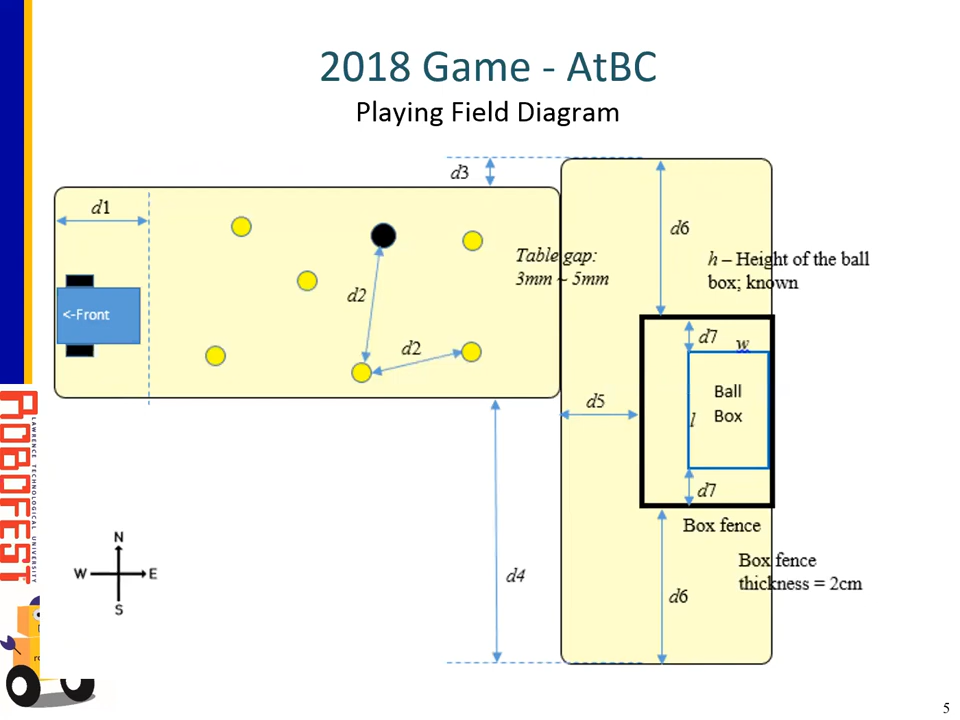 2018 Game - AtBC
Playing Field Diagram
d3
d1
d6
Table gap:
3mm ~ 5mm
h – Height of the ball
box; known
d2
<-Front
d7
w
d2
Ball
Box
d5
l
d7
Box fence
N
W
E
S
d4
Box fence
thickness = 2cm
d6
ROBOFEST
LAWRENCE TECHNOLOGICAL UNIVERSITY
5